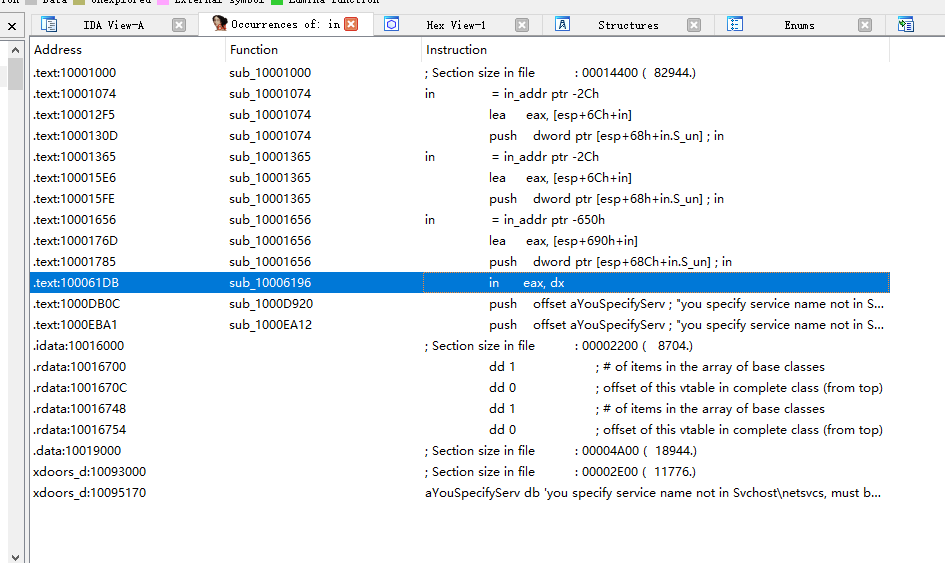 Data unexplored External symbol Lumina function
IDA View-A Occurrences of: in Hex View-1 Structures Enums
Address Function Instruction
.text:10001000 sub_10001000 ; Section size in file : 00014400 ( 82944.)
.text:10001074 sub_10001074 in = in_addr ptr -2Ch
.text:100012F5 sub_10001074 lea eax, [esp+6Ch+in]
.text:1000130D sub_10001074 push dword ptr [esp+68h+in.S_un] ; in
.text:10001365 sub_10001365 in = in_addr ptr -2Ch
.text:100015E6 sub_10001365 lea eax, [esp+6Ch+in]
.text:100015FE sub_10001365 push dword ptr [esp+68h+in.S_un] ; in
.text:10001656 sub_10001656 in = in_addr ptr -650h
.text:1000176D sub_10001656 lea eax, [esp+690h+in]
.text:10001785 sub_10001656 push dword ptr [esp+68Ch+in.S_un] ; in
.text:100061DB sub_10006196 in eax, dx
.text:1000DB0C sub_1000D920 push offset aYouSpecifyServ ; "you specify service name not in S...
.text:1000EBA1 sub_1000EA12 push offset aYouSpecifyServ ; "you specify service name not in S...
.idata:10016000 ; Section size in file : 00002200 ( 8704.)
.rdata:10016700 dd 1 ; # of items in the array of base classes
.rdata:1001670C dd 0 ; offset of this vtable in complete class (from top)
.rdata:10016748 dd 1 ; # of items in the array of base classes
.rdata:10016754 dd 0 ; offset of this vtable in complete class (from top)
.data:10019000 ; Section size in file : 00004A00 ( 18944.)
xdoors_d:10093000 ; Section size in file : 00002E00 ( 11776.)
xdoors_d:10095170 aYouSpecifyServ db 'you specify service name not in Svchost\netsvcs, must b...